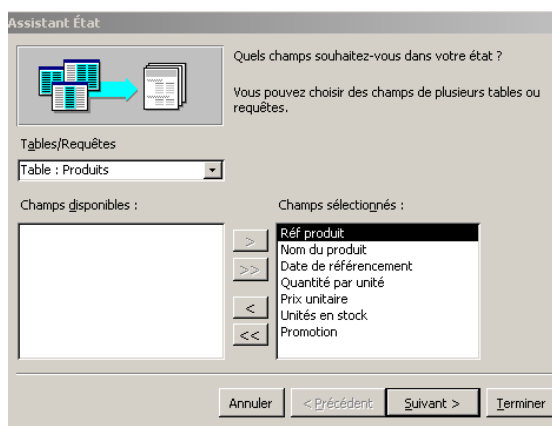 Assistant État
Quels champs souhaitez-vous dans votre état ?
Vous pouvez choisir des champs de plusieurs tables ou
requêtes.
Tables/Requêtes
Table : Produits
Champs disponibles :
Champs sélectionnés :
>
>>
<
<<
Réf produit
Nom du produit
Date de référencement
Quantité par unité
Prix unitaire
Unités en stock
Promotion
Annuler
< Précédent
Suivant >
Terminer